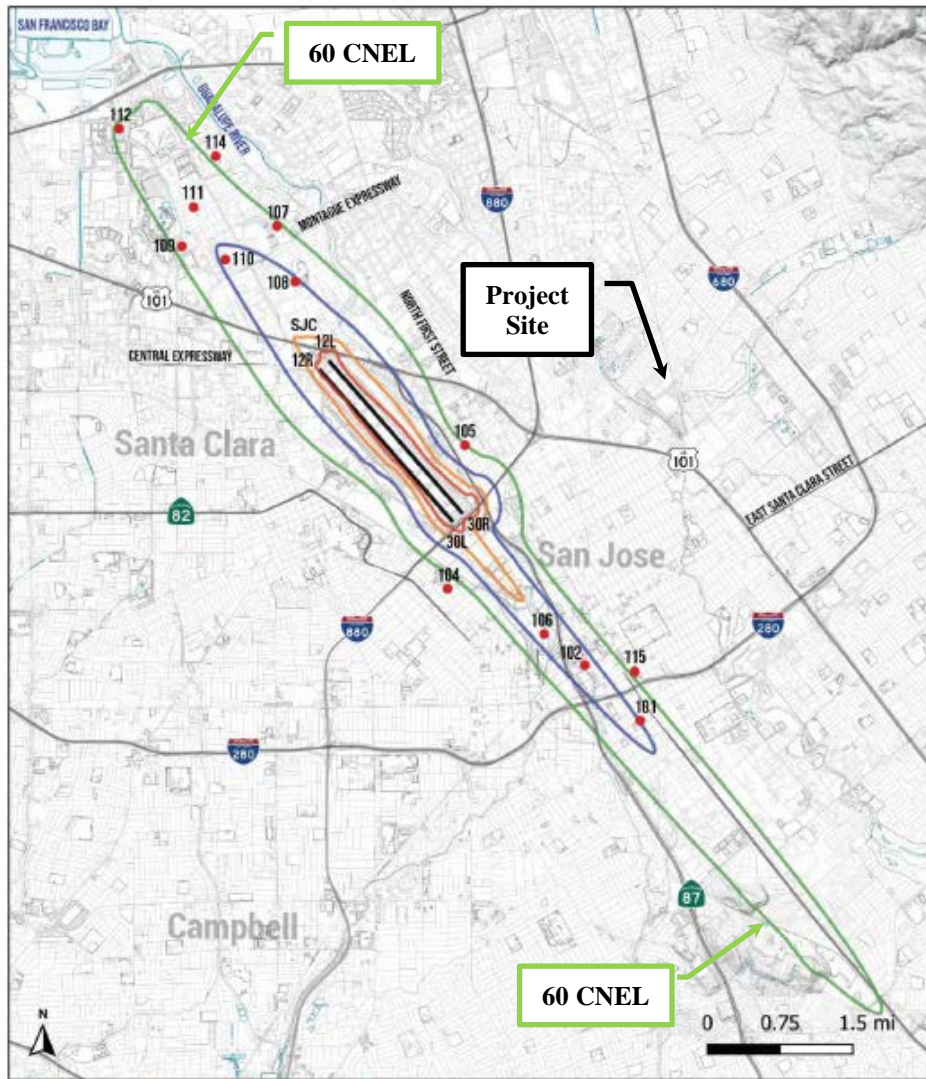 SAN FRANCISCO BAY
60 CNEL
GUADALUPE RIVER
112
114
111
107
MONTAGUE EXPRESSWAY
880
109
110
108
Project
Site
680
101
NORTH FIRST STREET
SJC
12L
12R
CENTRAL EXPRESSWAY
105
Santa Clara
101
EAST SANTA CLARA STREET
82
30R
30L
San Jose
104
880
106
280
102
115
101
280
87
Campbell
60 CNEL
N
0 0.75 1.5 mi